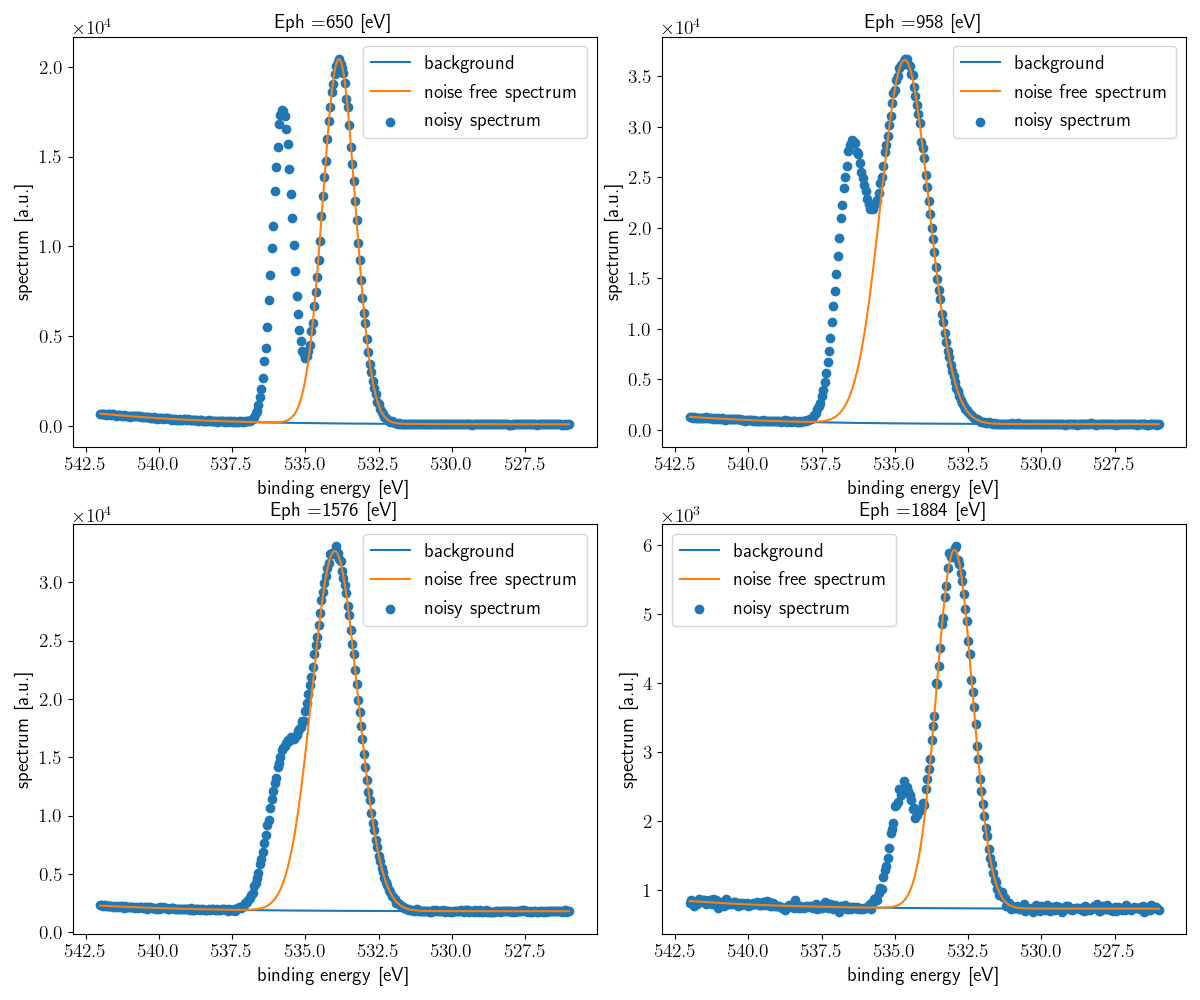 Eph =650 [eV]
×10⁴
2.0
1.5
1.0
0.5
0.0
spectrum [a.u.]
background
noise free spectrum
noisy spectrum
542.5 540.0 537.5 535.0 532.5 530.0 527.5
binding energy [eV]
Eph =958 [eV]
×10⁴
3.5
3.0
2.5
2.0
1.5
1.0
0.5
0.0
spectrum [a.u.]
background
noise free spectrum
noisy spectrum
542.5 540.0 537.5 535.0 532.5 530.0 527.5
binding energy [eV]
Eph =1576 [eV]
×10⁴
3.0
2.5
2.0
1.5
1.0
0.5
0.0
spectrum [a.u.]
background
noise free spectrum
noisy spectrum
542.5 540.0 537.5 535.0 532.5 530.0 527.5
binding energy [eV]
Eph =1884 [eV]
×10³
6
5
4
3
2
1
spectrum [a.u.]
background
noise free spectrum
noisy spectrum
542.5 540.0 537.5 535.0 532.5 530.0 527.5
binding energy [eV]